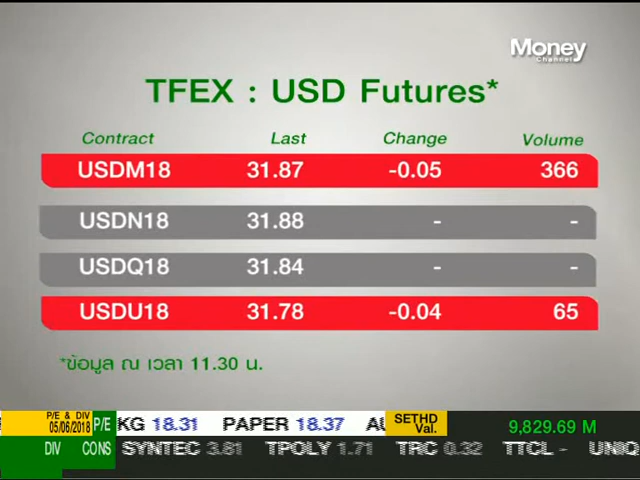 Money
Channel
TFEX : USD Futures*
Contract Last Change Volume
USDM18 31.87 -0.05 366
USDN18 31.88 - -
USDQ18 31.84 - -
USDU18 31.78 -0.04 65
*ข้อมูล ณ เวลา 11.30 น.
P/E & DIV
05/06/2018 P/E KG 18.31 PAPER 18.37 AU SETHD Val. 9,829.69 M
DIV CONS SYNTEC 3.81 TPOLY 1.71 TRC 0.32 TTCL - UNIQ